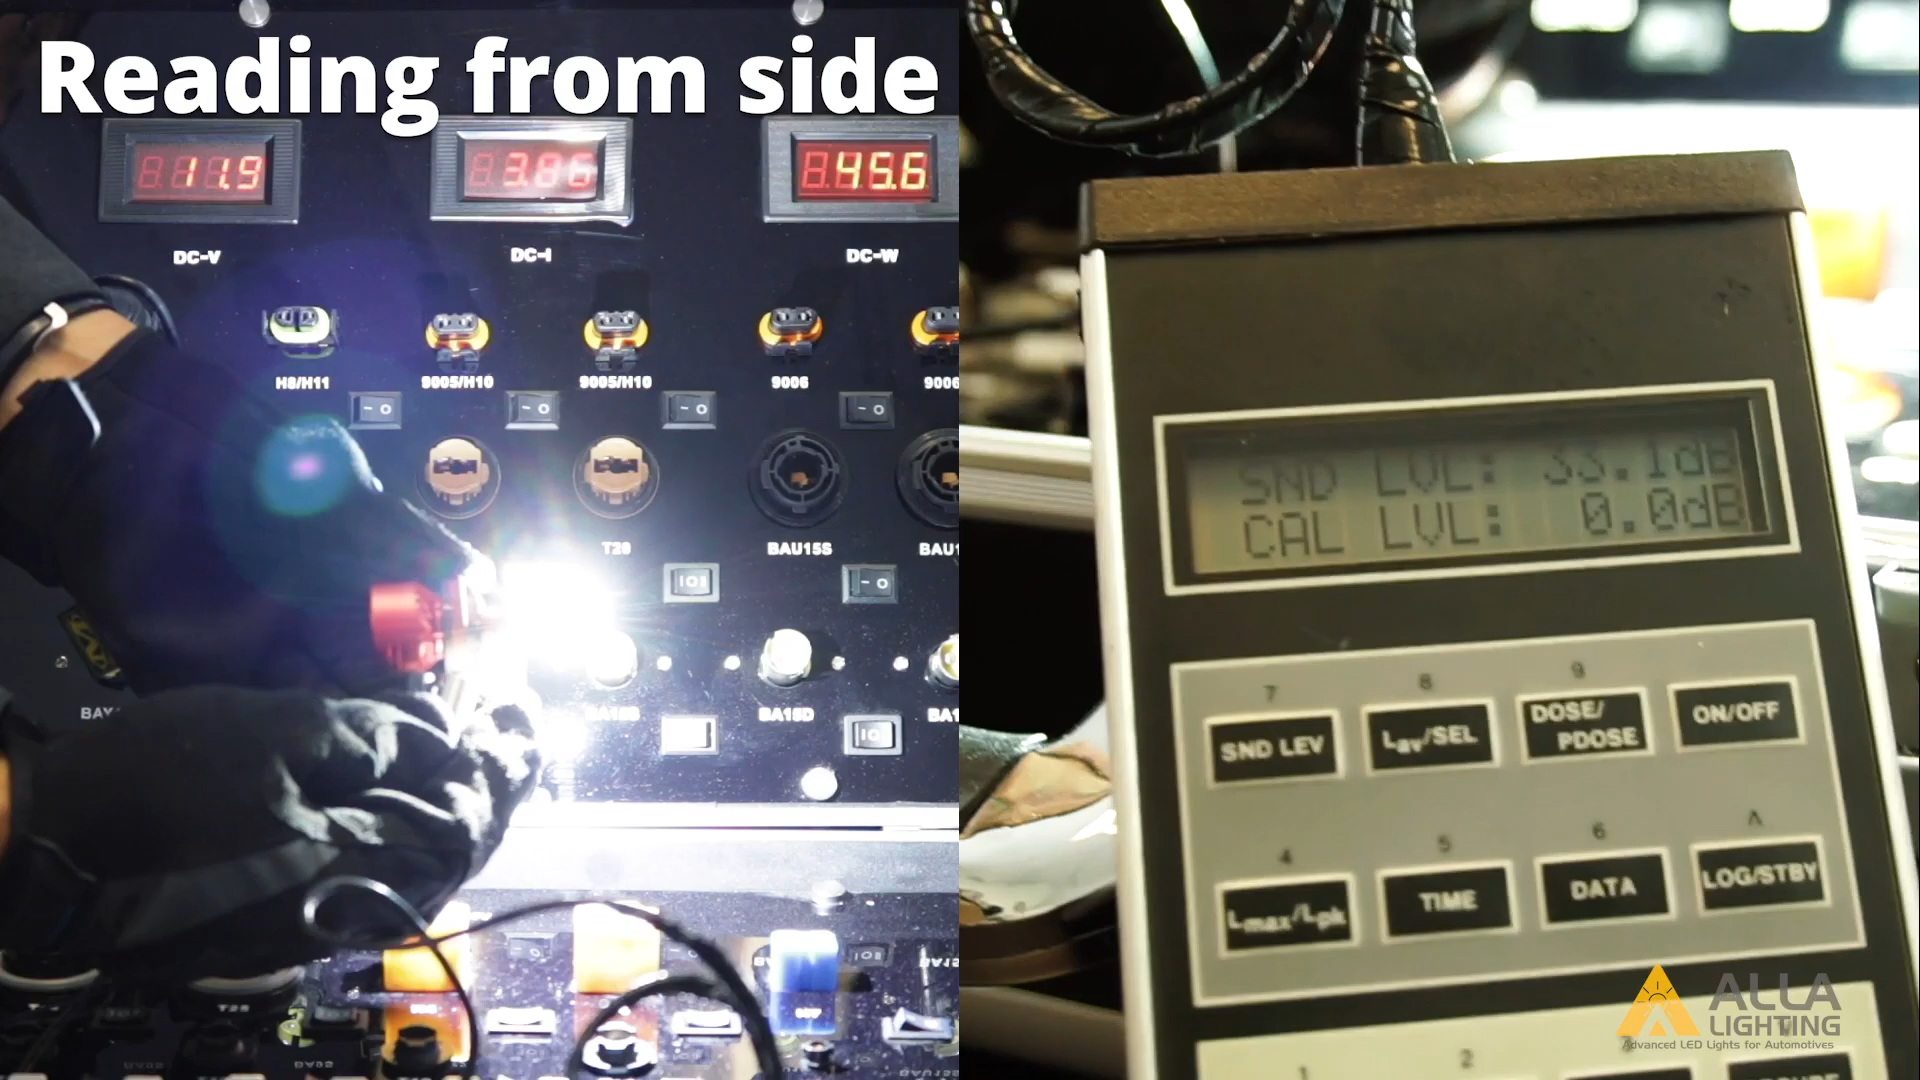 Reading from side
11.9
45.6
DC-V
DC-I
DC-W
H8/H11
9005/H10
9005/H10
9006
9006
T20
BAU15S
BAU1
BAY
BA15D
BA1
SND LVL: 33.1dB
CAL LVL: 0.0dB
7
8
9
SND LEV
Lav/SEL
DOSE/
PDOSE
ON/OFF
4
5
6
Λ
Lmax/Lpk
TIME
DATA
LOG/STBY
1
2
ALLA
LIGHTING
Advanced LED Lights for Automotives